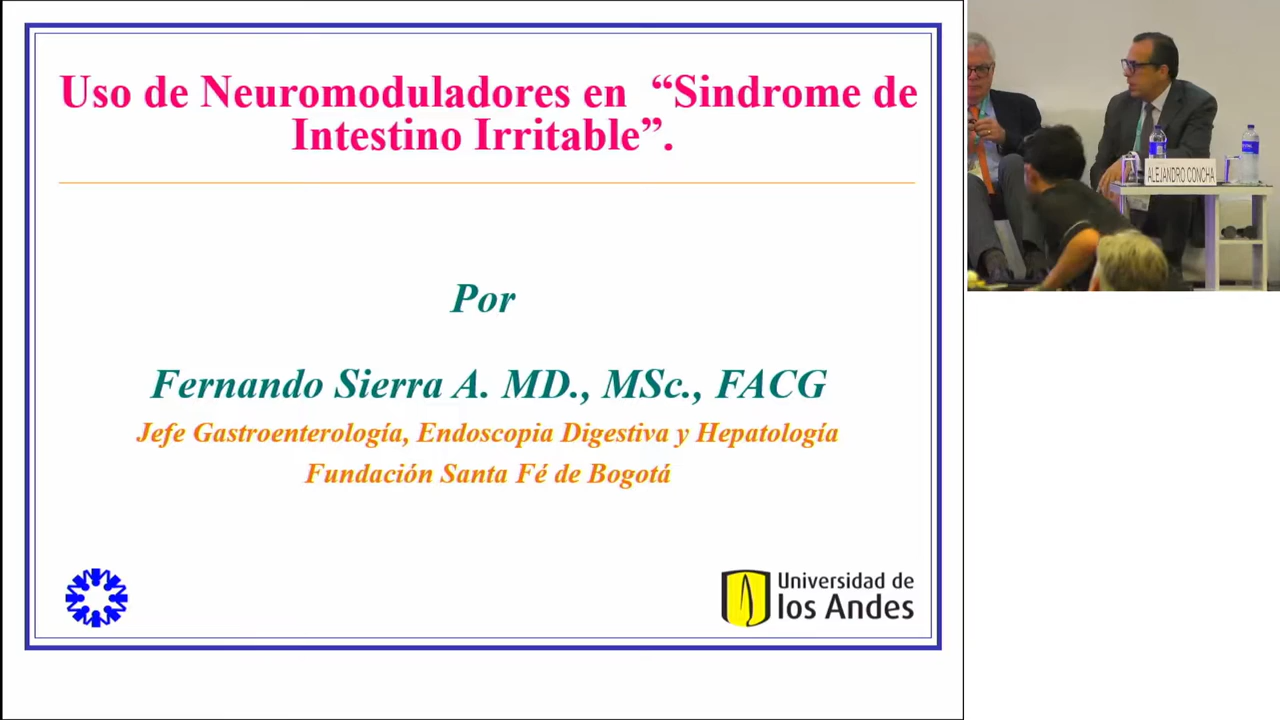 Uso de Neuromoduladores en “Sindrome de
Intestino Irritable”.
Por
Fernando Sierra A. MD., MSc., FACG
Jefe Gastroenterología, Endoscopia Digestiva y Hepatología
Fundación Santa Fé de Bogotá
Universidad de
los Andes
ALEJANDRO CONCHA